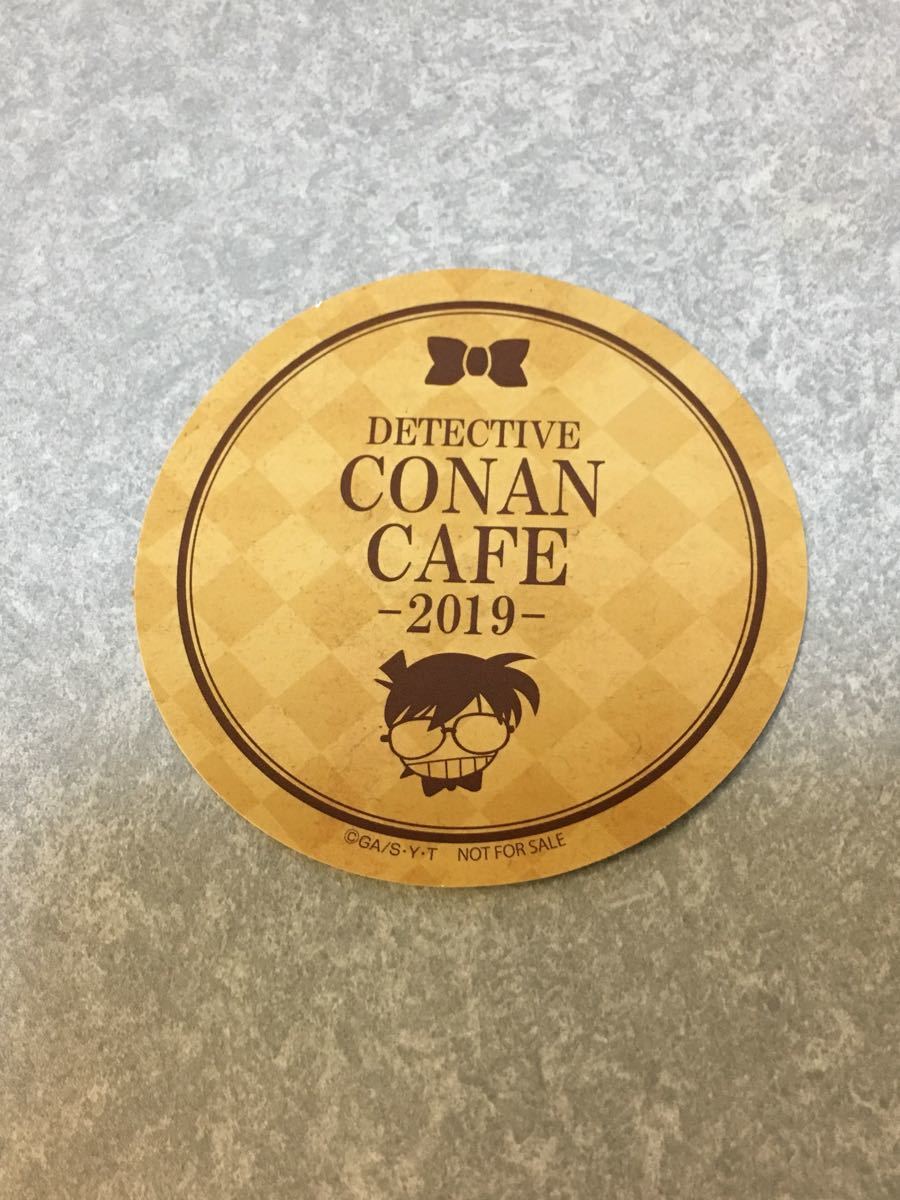 DETECTIVE
CONAN
CAFE
-2019-
©GA/S・Y・T NOT FOR SALE